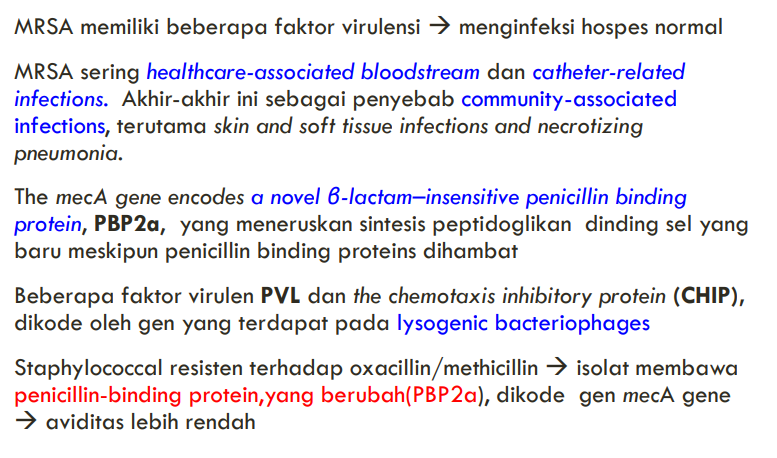 MRSA memiliki beberapa faktor virulensi → menginfeksi hospes normal
MRSA sering healthcare-associated bloodstream dan catheter-related
infections. Akhir-akhir ini sebagai penyebab community-associated
infections, terutama skin and soft tissue infections and necrotizing
pneumonia.
The mecA gene encodes a novel β-lactam–insensitive penicillin binding
protein, PBP2a, yang meneruskan sintesis peptidoglikan dinding sel yang
baru meskipun penicillin binding proteins dihambat
Beberapa faktor virulen PVL dan the chemotaxis inhibitory protein (CHIP),
dikode oleh gen yang terdapat pada lysogenic bacteriophages
Staphylococcal resisten terhadap oxacillin/methicillin → isolat membawa
penicillin-binding protein,yang berubah(PBP2a), dikode gen mecA gene
→ aviditas lebih rendah